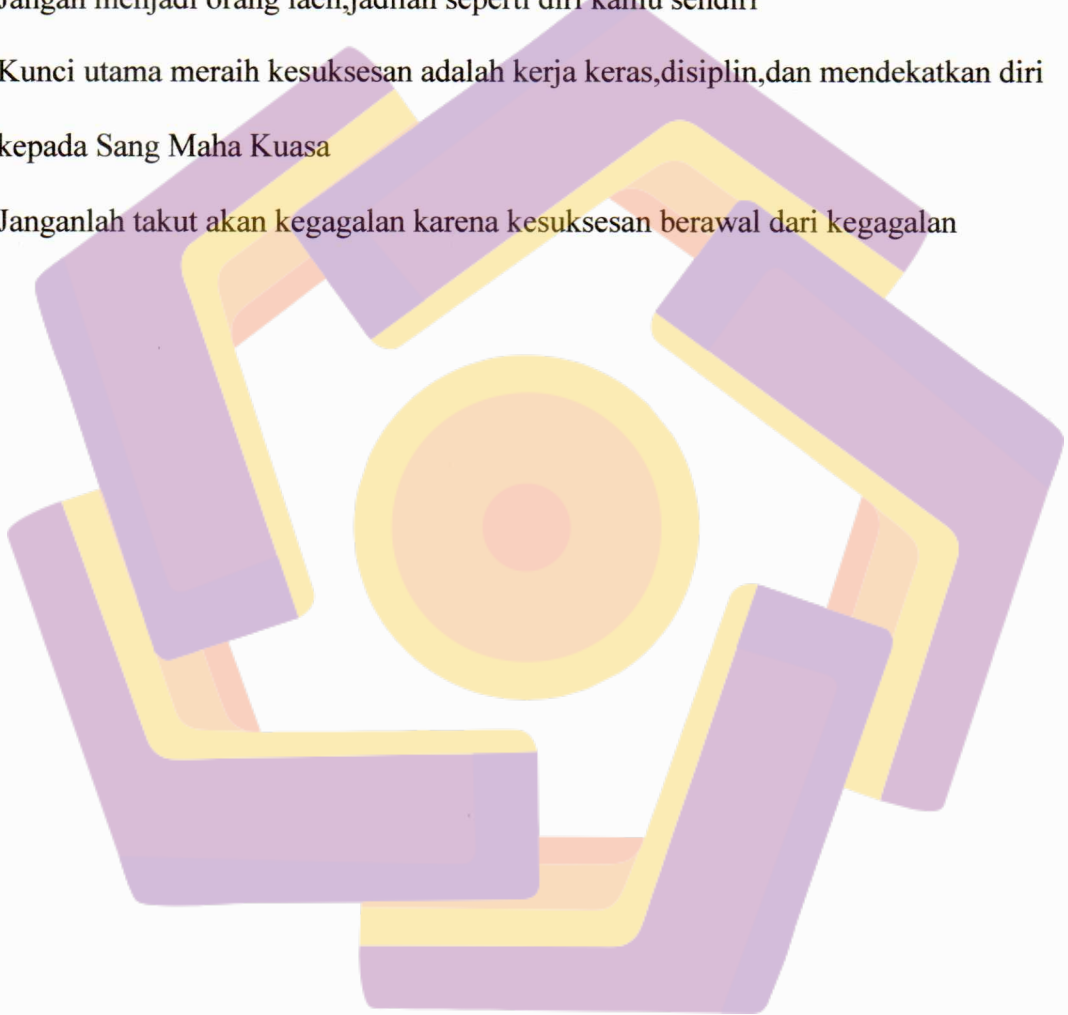 Jangan menjadi orang lain,jadilah seperti diri kamu sendiri
Kunci utama meraih kesuksesan adalah kerja keras,disiplin,dan mendekatkan diri
kepada Sang Maha Kuasa
Janganlah takut akan kegagalan karena kesuksesan berawal dari kegagalan